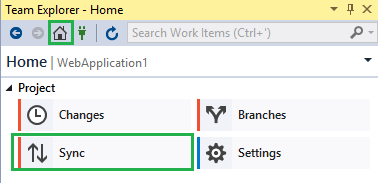 Team Explorer - Home
Search Work Items (Ctrl+')
Home | WebApplication1
Project
Changes
Branches
Sync
Settings